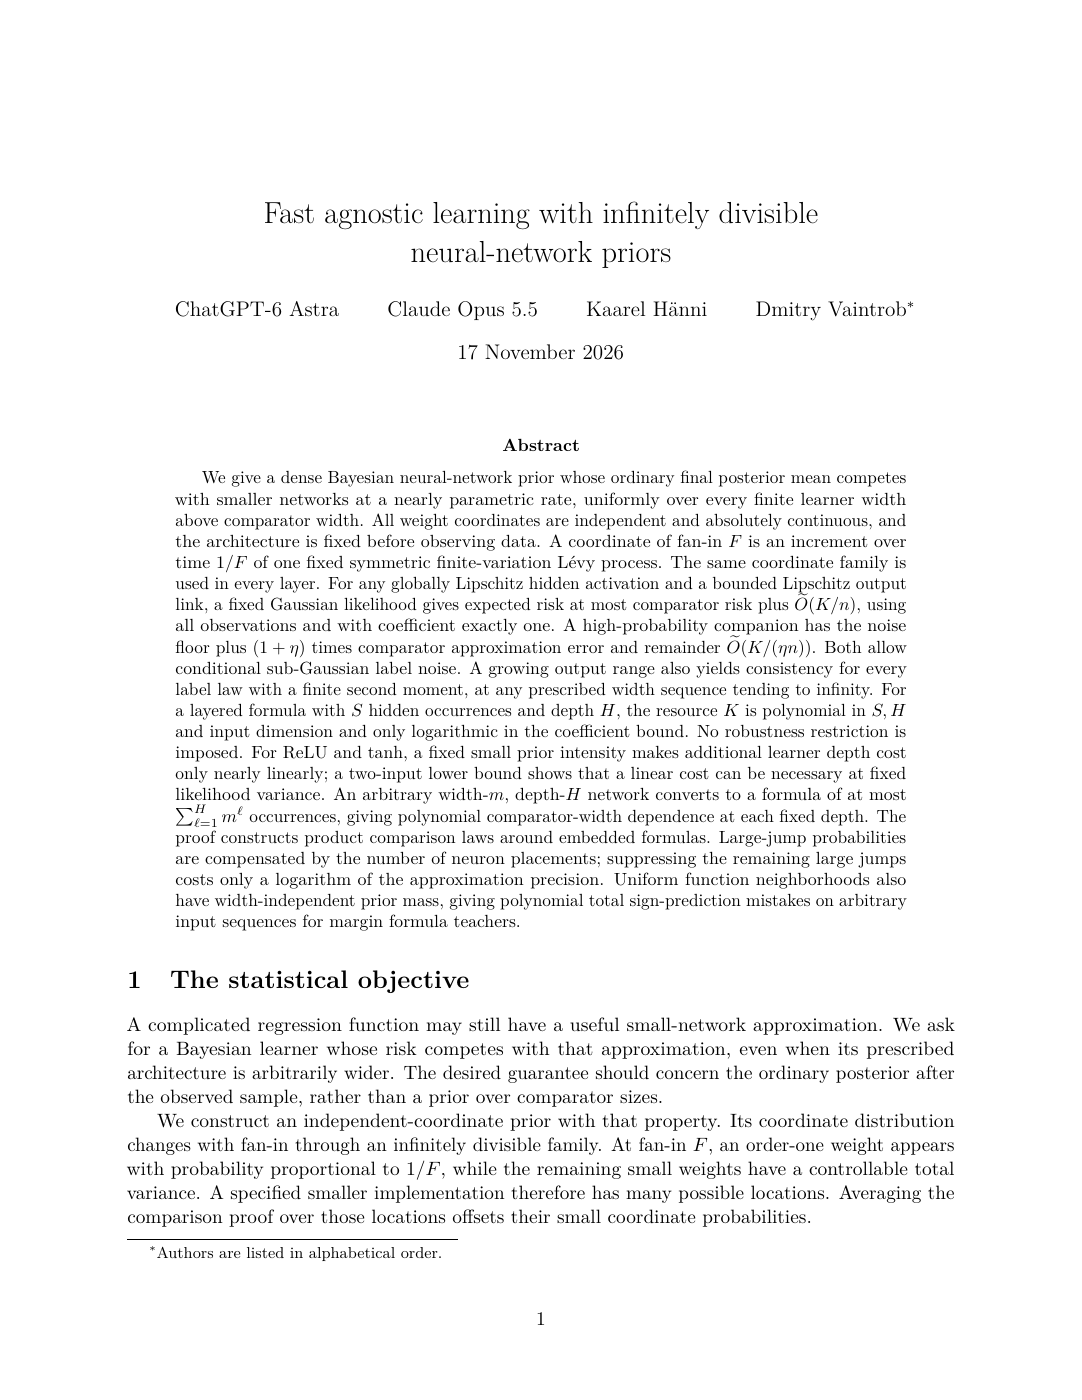 Fast agnostic learning with infinitely divisible
neural-network priors
ChatGPT-6 Astra Claude Opus 5.5 Kaarel Hänni Dmitry Vaintrob*
17 November 2026
Abstract
We give a dense Bayesian neural-network prior whose ordinary final posterior mean competes
with smaller networks at a nearly parametric rate, uniformly over every finite learner width
above comparator width. All weight coordinates are independent and absolutely continuous, and
the architecture is fixed before observing data. A coordinate of fan-in F is an increment over
time 1/F of one fixed symmetric finite-variation Lévy process. The same coordinate family is
used in every layer. For any globally Lipschitz hidden activation and a bounded Lipschitz output
link, a fixed Gaussian likelihood gives expected risk at most comparator risk plus Õ(K/n), using
all observations and with coefficient exactly one. A high-probability companion has the noise
floor plus (1 + η) times comparator approximation error and remainder Õ(K/(ηn)). Both allow
conditional sub-Gaussian label noise. A growing output range also yields consistency for every
label law with a finite second moment, at any prescribed width sequence tending to infinity. For
a layered formula with S hidden occurrences and depth H, the resource K is polynomial in S, H
and input dimension and only logarithmic in the coefficient bound. No robustness restriction is
imposed. For ReLU and tanh, a fixed small prior intensity makes additional learner depth cost
only nearly linearly; a two-input lower bound shows that a linear cost can be necessary at fixed
likelihood variance. An arbitrary width-m, depth-H network converts to a formula of at most
∑_{ℓ=1}^{H} m^ℓ occurrences, giving polynomial comparator-width dependence at each fixed depth. The
proof constructs product comparison laws around embedded formulas. Large-jump probabilities
are compensated by the number of neuron placements; suppressing the remaining large jumps
costs only a logarithm of the approximation precision. Uniform function neighborhoods also
have width-independent prior mass, giving polynomial total sign-prediction mistakes on arbitrary
input sequences for margin formula teachers.
1 The statistical objective
A complicated regression function may still have a useful small-network approximation. We ask
for a Bayesian learner whose risk competes with that approximation, even when its prescribed
architecture is arbitrarily wider. The desired guarantee should concern the ordinary posterior after
the observed sample, rather than a prior over comparator sizes.
We construct an independent-coordinate prior with that property. Its coordinate distribution
changes with fan-in through an infinitely divisible family. At fan-in F, an order-one weight appears
with probability proportional to 1/F, while the remaining small weights have a controllable total
variance. A specified smaller implementation therefore has many possible locations. Averaging the
comparison proof over those locations offsets their small coordinate probabilities.
*Authors are listed in alphabetical order.
1